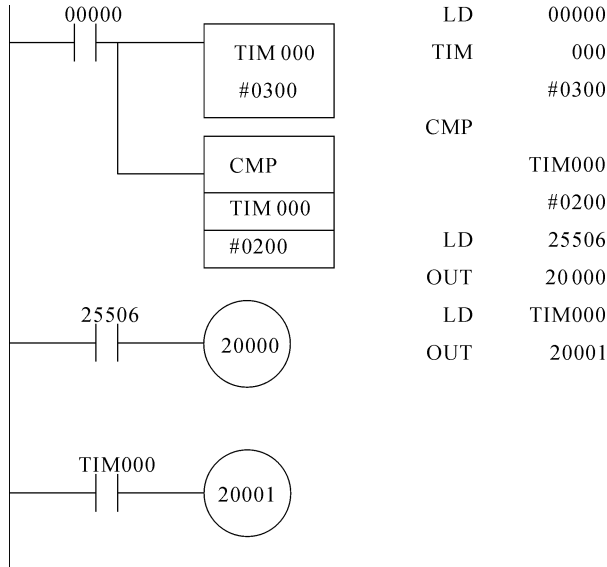 00000
TIM 000
#0300
CMP
TIM 000
#0200
25506
20000
TIM000
20001
LD 00000
TIM 000
#0300
CMP
TIM000
#0200
LD 25506
OUT 20000
LD TIM000
OUT 20001